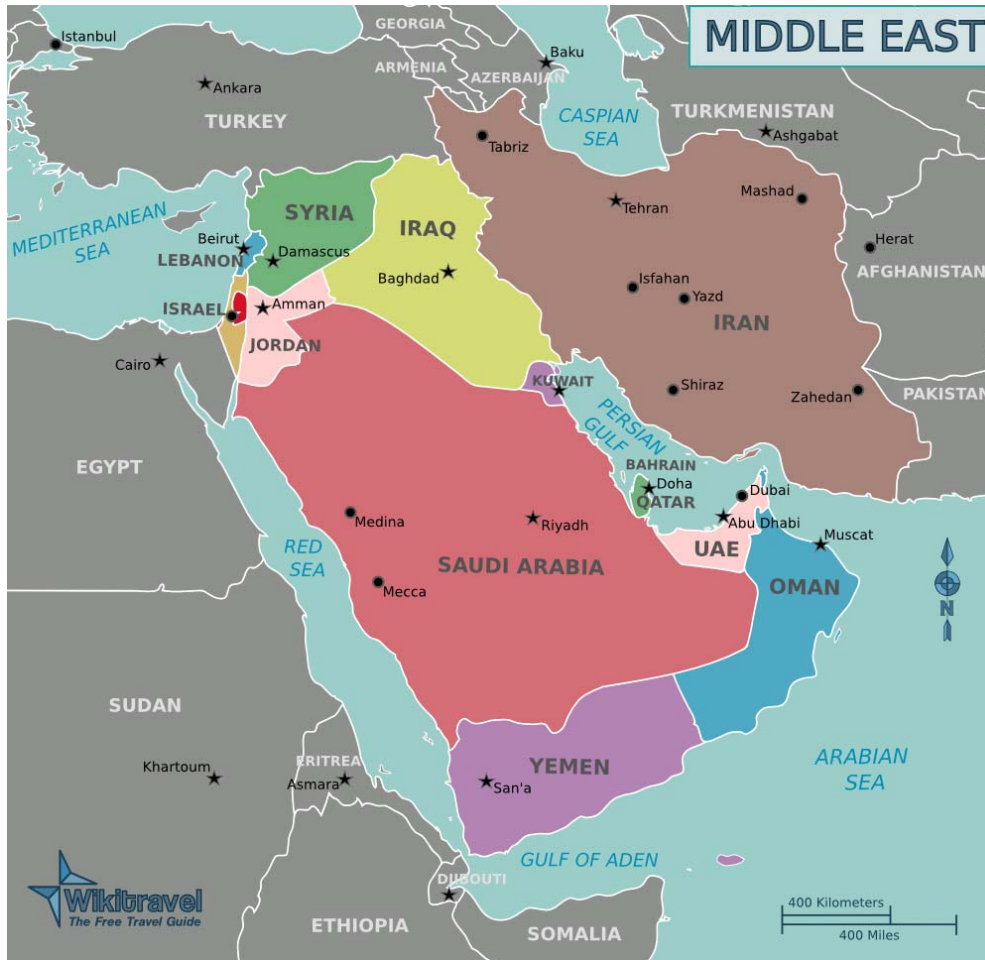 GEORGIA
MIDDLE EAST
Istanbul
Baku
ARMENIA
AZERBAIJAN
Ankara
TURKEY
CASPIAN
SEA
TURKMENISTAN
Ashgabat
Tabriz
Mashad
Tehran
MEDITERRANEAN
SEA
SYRIA
IRAQ
Beirut
Damascus
LEBANON
Baghdad
Herat
AFGHANISTAN
Isfahan
Yazd
IRAN
ISRAEL
Amman
JORDAN
Cairo
KUWAIT
Shiraz
Zahedan
PAKISTAN
PERSIAN
GULF
EGYPT
BAHRAIN
Doha
QATAR
Dubai
Abu Dhabi
Medina
Riyadh
Muscat
RED
SEA
UAE
SAUDI ARABIA
Mecca
OMAN
N
SUDAN
ERITREA
Khartoum
Asmara
YEMEN
San'a
ARABIAN
SEA
GULF OF ADEN
DJIBOUTI
Wikitravel
The Free Travel Guide
ETHIOPIA
SOMALIA
400 Kilometers
400 Miles